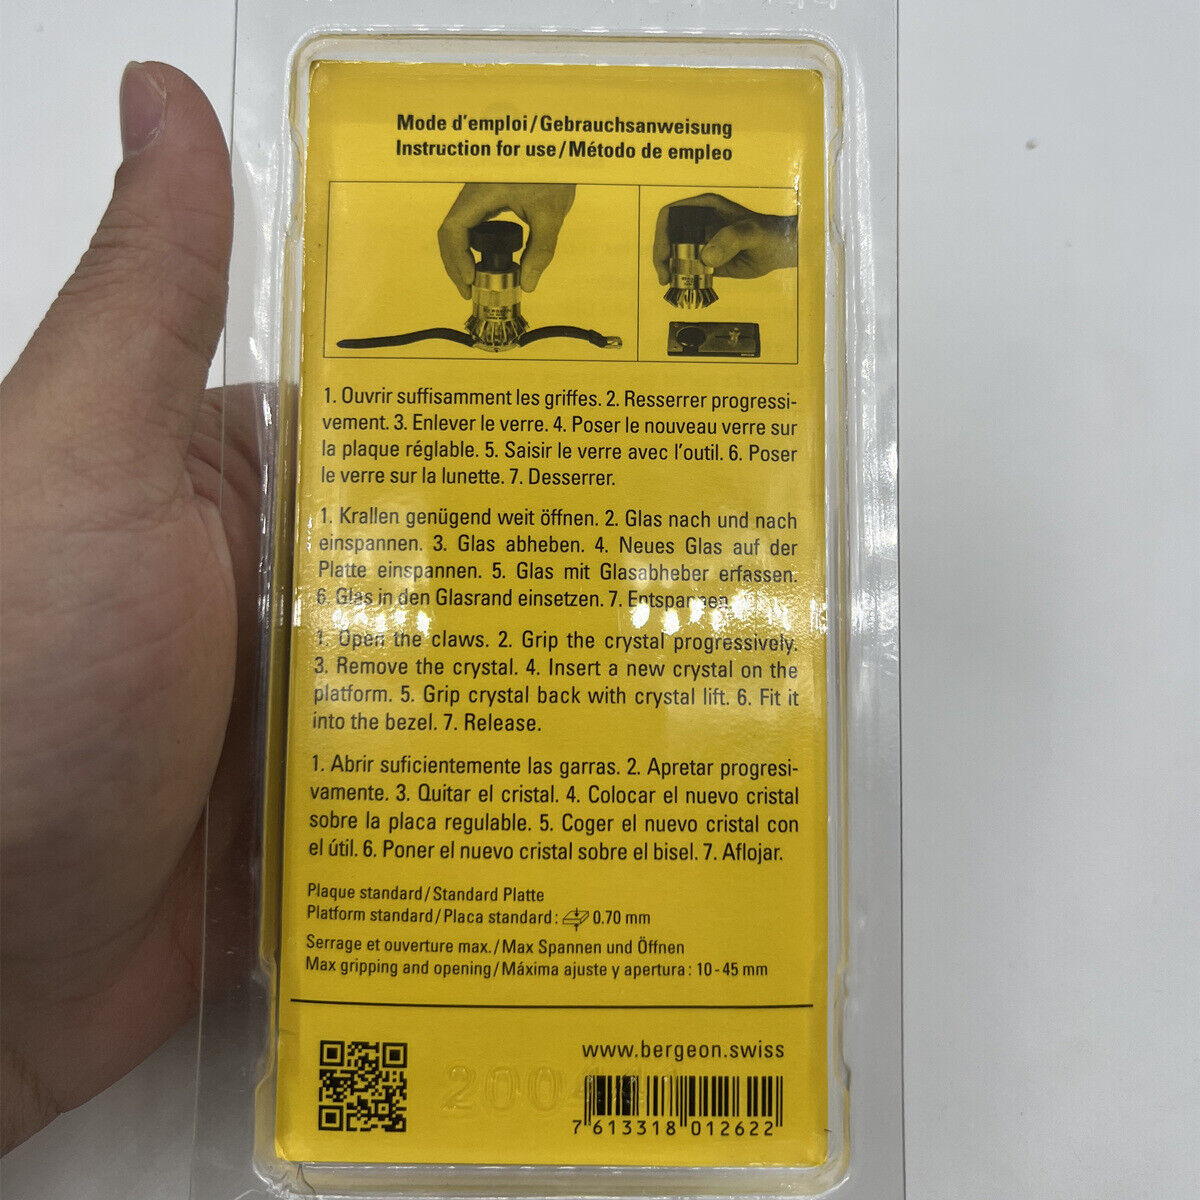 Mode d'emploi/Gebrauchsanweisung
Instruction for use/Método de empleo
1. Ouvrir suffisamment les griffes. 2. Resserrer progressi-
vement. 3. Enlever le verre. 4. Poser le nouveau verre sur
la plaque réglable. 5. Saisir le verre avec l'outil. 6. Poser
le verre sur la lunette. 7. Desserrer.
1. Krallen genügend weit öffnen. 2. Glas nach und nach
einspannen. 3. Glas abheben. 4. Neues Glas auf der
Platte einspannen. 5. Glas mit Glasabheber erfassen.
6. Glas in den Glasrand einsetzen. 7. Entspannen.
1. Open the claws. 2. Grip the crystal progressively.
3. Remove the crystal. 4. Insert a new crystal on the
platform. 5. Grip crystal back with crystal lift. 6. Fit it
into the bezel. 7. Release.
1. Abrir suficientemente las garras. 2. Apretar progresi-
vamente. 3. Quitar el cristal. 4. Colocar el nuevo cristal
sobre la placa regulable. 5. Coger el nuevo cristal con
el útil. 6. Poner el nuevo cristal sobre el bisel. 7. Aflojar.
Plaque standard/Standard Platte
Platform standard/Placa standard: 0.70 mm
Serrage et ouverture max./Max Spannen und Öffnen
Max gripping and opening/Máxima ajuste y apertura: 10-45 mm
www.bergeon.swiss
7 613318 012622